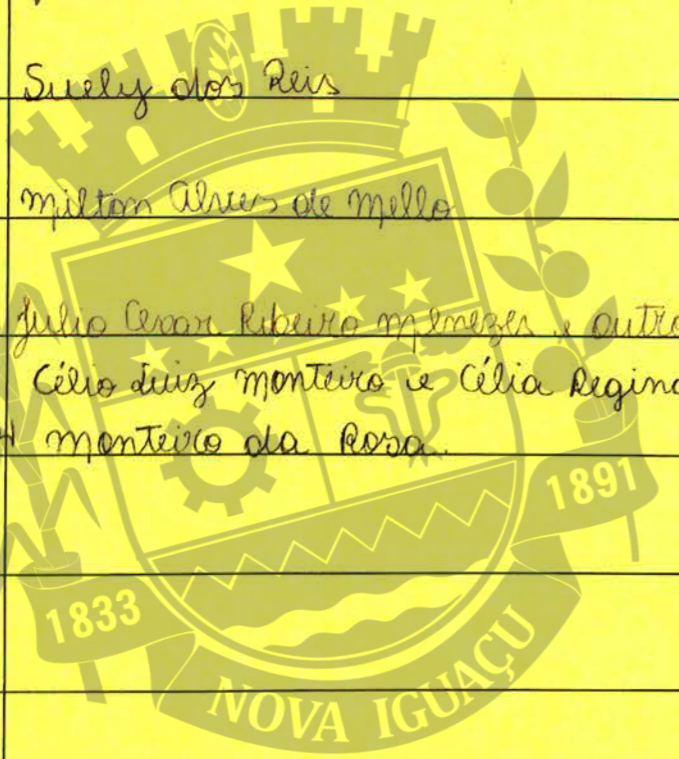 Suely dos Reis
Milton Alves de Mello
Julio Cesar Ribeiro Menezes e outro
Célio Luiz Monteiro e Célia Regina
Monteiro da Rosa.
1891
1833
NOVA IGUAÇU